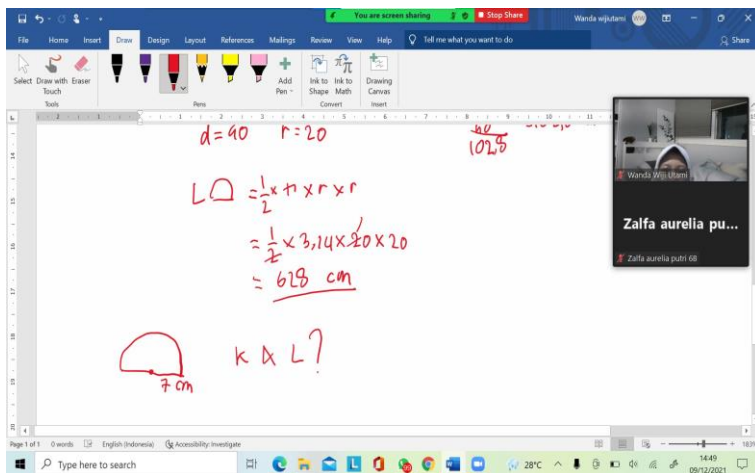 You are screen sharing
Stop Share
Wanda wijiutami
WW
File Home Insert Draw Design Layout References Mailings Review View Help Tell me what you want to do
Share
Select Draw with Touch Eraser
Add Pen
Ink to Shape Ink to Math Drawing Canvas
Tools Pens Convert Insert
d=40 r=20
1028
L = 1/2 x π x r x r
= 1/2 x 3,14 x 20 x 20
= 628 cm
7 cm
K & L ?
Wanda Wiji Utami
Zalfa aurelia pu...
Zalfa aurelia putri 68
Page 1 of 1 0 words English (Indonesia) Accessibility: Investigate
Type here to search
28°C
14:49
09/12/2021